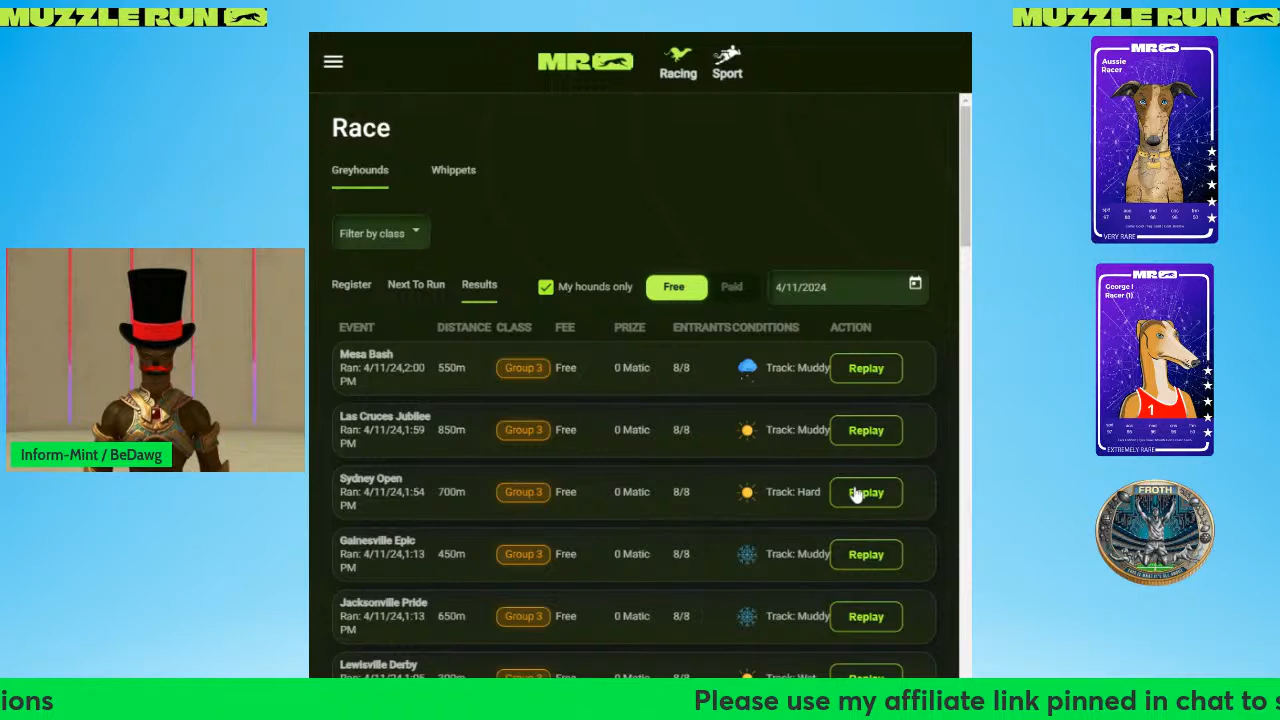 MUZZLE RUN
MUZZLE RUN
MR
Racing
Sport
Race
Greyhounds
Whippets
Filter by class
Register
Next To Run
Results
My hounds only
Free
Paid
4/11/2024
EVENT DISTANCE CLASS FEE PRIZE ENTRANTS CONDITIONS ACTION
Mesa Bash
Ran: 4/11/24,2:00 PM
550m Group 3 Free 0 Matic 8/8 Track: Muddy Replay
Las Cruces Jubilee
Ran: 4/11/24,1:59 PM
850m Group 3 Free 0 Matic 8/8 Track: Muddy Replay
Sydney Open
Ran: 4/11/24,1:54 PM
700m Group 3 Free 0 Matic 8/8 Track: Hard Replay
Gainesville Epic
Ran: 4/11/24,1:13 PM
450m Group 3 Free 0 Matic 8/8 Track: Muddy Replay
Jacksonville Pride
Ran: 4/11/24,1:13 PM
650m Group 3 Free 0 Matic 8/8 Track: Muddy Replay
Lewisville Derby
Inform-Mint / BeDawg
MR
Aussie
Racer
VERY RARE
MR
George I
Racer (1)
1
EXTREMELY RARE
FROTH
ions
Please use my affiliate link pinned in chat to s